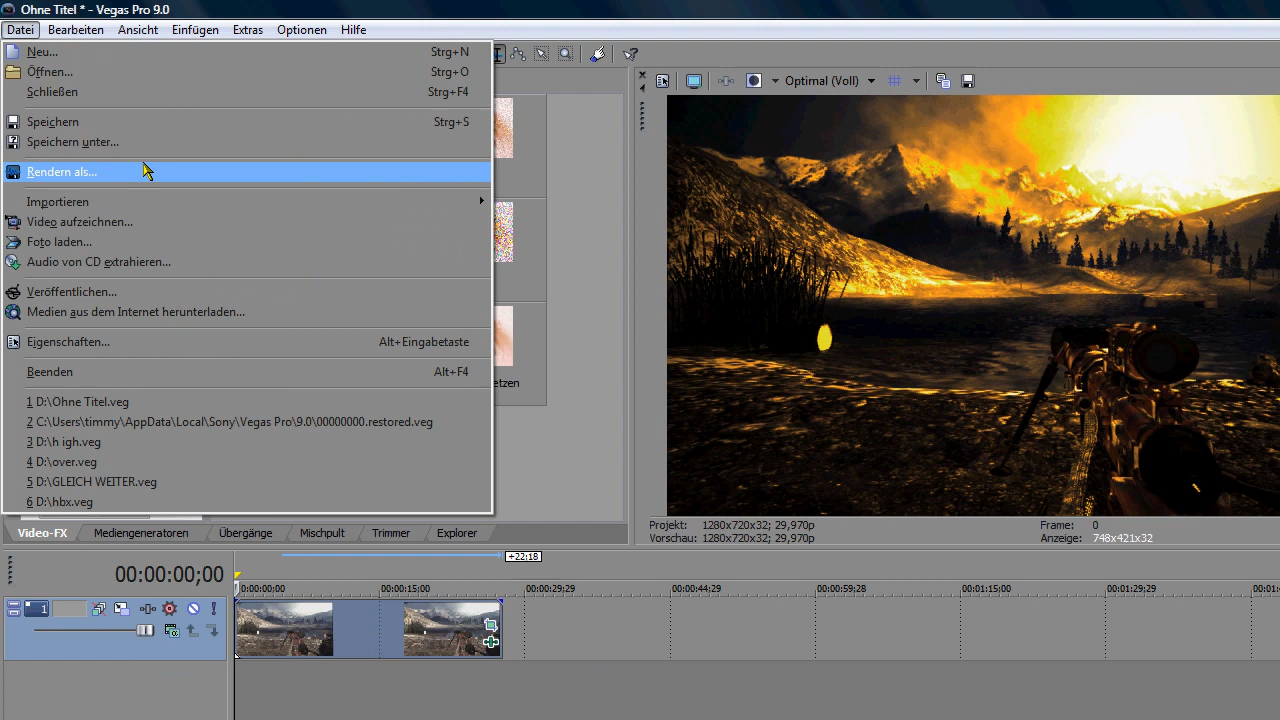 Ohne Titel * - Vegas Pro 9.0
Datei Bearbeiten Ansicht Einfügen Extras Optionen Hilfe
Neu... Strg+N
Öffnen... Strg+O
Schließen Strg+F4
Speichern Strg+S
Speichern unter...
Rendern als...
Importieren
Video aufzeichnen...
Foto laden...
Audio von CD extrahieren...
Veröffentlichen...
Medien aus dem Internet herunterladen...
Eigenschaften... Alt+Eingabetaste
Beenden Alt+F4
1 D:\Ohne Titel.veg
2 C:\Users\timmy\AppData\Local\Sony\Vegas Pro\9.0\00000000.restored.veg
3 D:\h igh.veg
4 D:\over.veg
5 D:\GLEICH WEITER.veg
6 D:\hbx.veg
etzen
Optimal (Voll)
Video-FX Mediengeneratoren Übergänge Mischpult Trimmer Explorer
Projekt: 1280x720x32; 29,970p Frame: 0
Vorschau: 1280x720x32; 29,970p Anzeige: 748x421x32
+22;18
00:00:00;00
00:00:00;00 00:00:15;00 00:00:29;29 00:00:44;29 00:00:59;28 00:01:15;00 00:01:29;29 00:01:
1